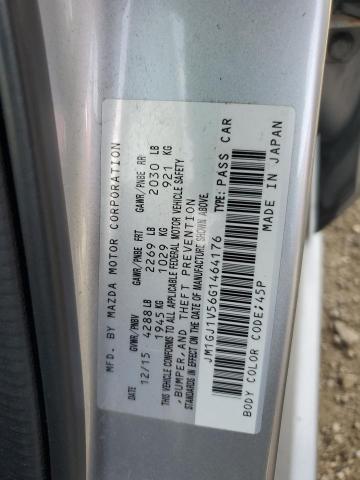 MFD. BY MAZDA MOTOR CORPORATION
DATE GVWR/PNBV GAWR/PNBE FRT GAWR/PNBE RR
12/15 4288 LB 2269 LB 2030 LB
1945 KG 1029 KG 921 KG
THIS VEHICLE CONFORMS TO ALL APPLICABLE FEDERAL MOTOR VEHICLE SAFETY
, BUMPER, AND THEFT PREVENTION
STANDARDS IN EFFECT ON THE DATE OF MANUFACTURE SHOWN ABOVE.
JM1GJ1V56G1464176 TYPE: PASS CAR
BODY COLOR CODE: 45P MADE IN JAPAN